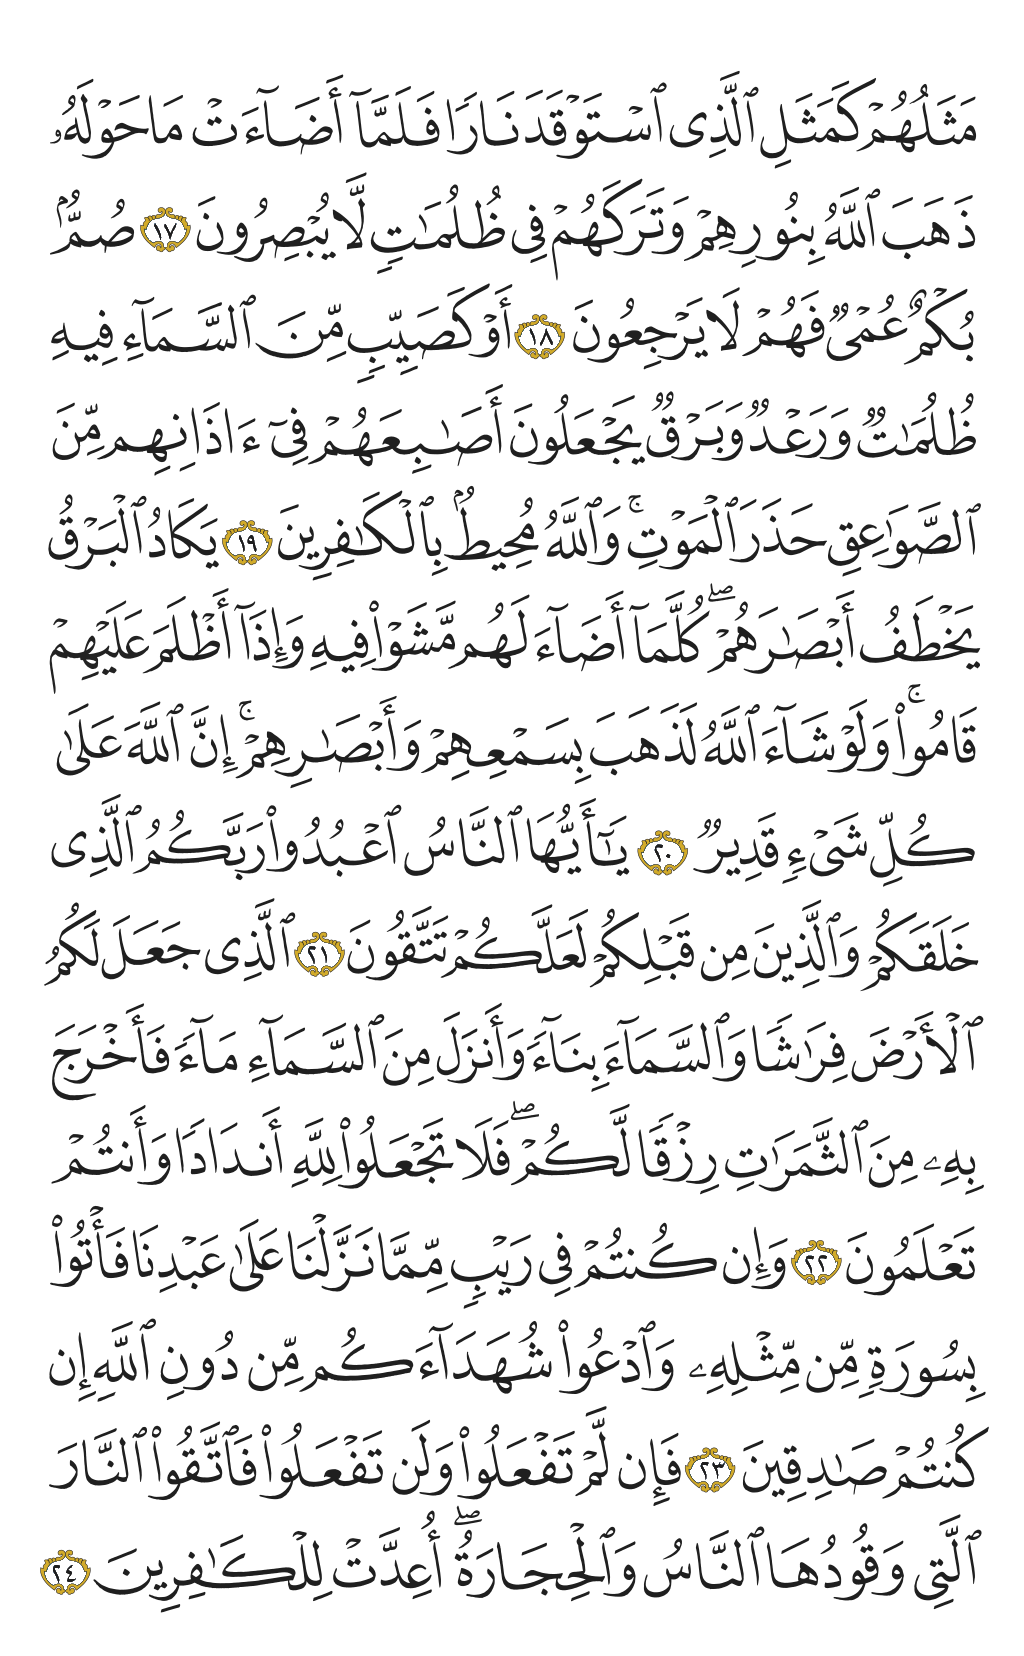 مَثَلُهُمْ كَمَثَلِ ٱلَّذِى ٱسْتَوْقَدَ نَارًا فَلَمَّآ أَضَآءَتْ مَا حَوْلَهُۥ
ذَهَبَ ٱللَّهُ بِنُورِهِمْ وَتَرَكَهُمْ فِى ظُلُمَٰتٍ لَّا يُبْصِرُونَ ١٧ صُمٌّۢ
بُكْمٌ عُمْىٌ فَهُمْ لَا يَرْجِعُونَ ١٨ أَوْ كَصَيِّبٍ مِّنَ ٱلسَّمَآءِ فِيهِ
ظُلُمَٰتٌ وَرَعْدٌ وَبَرْقٌ يَجْعَلُونَ أَصَٰبِعَهُمْ فِىٓ ءَاذَانِهِم مِّنَ
ٱلصَّوَٰعِقِ حَذَرَ ٱلْمَوْتِ ۚ وَٱللَّهُ مُحِيطٌۢ بِٱلْكَٰفِرِينَ ١٩ يَكَادُ ٱلْبَرْقُ
يَخْطَفُ أَبْصَٰرَهُمْ ۖ كُلَّمَآ أَضَآءَ لَهُم مَّشَوْا۟ فِيهِ وَإِذَآ أَظْلَمَ عَلَيْهِمْ
قَامُوا۟ ۚ وَلَوْ شَآءَ ٱللَّهُ لَذَهَبَ بِسَمْعِهِمْ وَأَبْصَٰرِهِمْ ۚ إِنَّ ٱللَّهَ عَلَىٰ
كُلِّ شَىْءٍ قَدِيرٌ ٢٠ يَٰٓأَيُّهَا ٱلنَّاسُ ٱعْبُدُوا۟ رَبَّكُمُ ٱلَّذِى
خَلَقَكُمْ وَٱلَّذِينَ مِن قَبْلِكُمْ لَعَلَّكُمْ تَتَّقُونَ ٢١ ٱلَّذِى جَعَلَ لَكُمُ
ٱلْأَرْضَ فِرَٰشًا وَٱلسَّمَآءَ بِنَآءً وَأَنزَلَ مِنَ ٱلسَّمَآءِ مَآءً فَأَخْرَجَ
بِهِۦ مِنَ ٱلثَّمَرَٰتِ رِزْقًا لَّكُمْ ۖ فَلَا تَجْعَلُوا۟ لِلَّهِ أَندَادًا وَأَنتُمْ
تَعْلَمُونَ ٢٢ وَإِن كُنتُمْ فِى رَيْبٍ مِّمَّا نَزَّلْنَا عَلَىٰ عَبْدِنَا فَأْتُوا۟
بِسُورَةٍ مِّن مِّثْلِهِۦ وَٱدْعُوا۟ شُهَدَآءَكُم مِّن دُونِ ٱللَّهِ إِن
كُنتُمْ صَٰدِقِينَ ٢٣ فَإِن لَّمْ تَفْعَلُوا۟ وَلَن تَفْعَلُوا۟ فَٱتَّقُوا۟ ٱلنَّارَ
ٱلَّتِى وَقُودُهَا ٱلنَّاسُ وَٱلْحِجَارَةُ ۖ أُعِدَّتْ لِلْكَٰفِرِينَ ٢٤